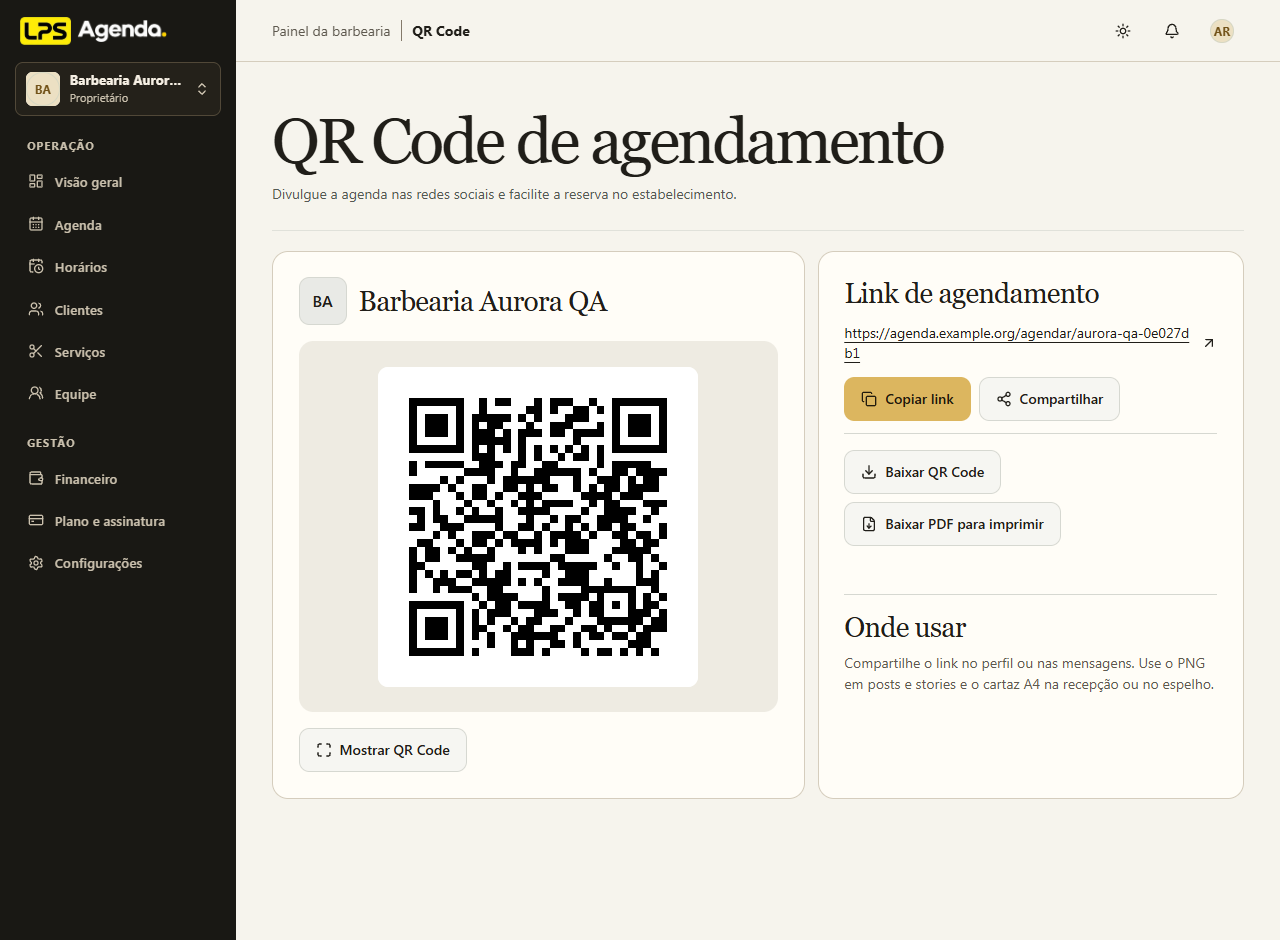 LPS Agenda.
BA
Barbearia Auror...
Proprietário
OPERAÇÃO
Visão geral
Agenda
Horários
Clientes
Serviços
Equipe
GESTÃO
Financeiro
Plano e assinatura
Configurações
Painel da barbearia
QR Code
AR
QR Code de agendamento
Divulgue a agenda nas redes sociais e facilite a reserva no estabelecimento.
BA
Barbearia Aurora QA
Mostrar QR Code
Link de agendamento
https://agenda.example.org/agendar/aurora-qa-0e027d
b1
Copiar link
Compartilhar
Baixar QR Code
Baixar PDF para imprimir
Onde usar
Compartilhe o link no perfil ou nas mensagens. Use o PNG
em posts e stories e o cartaz A4 na recepção ou no espelho.